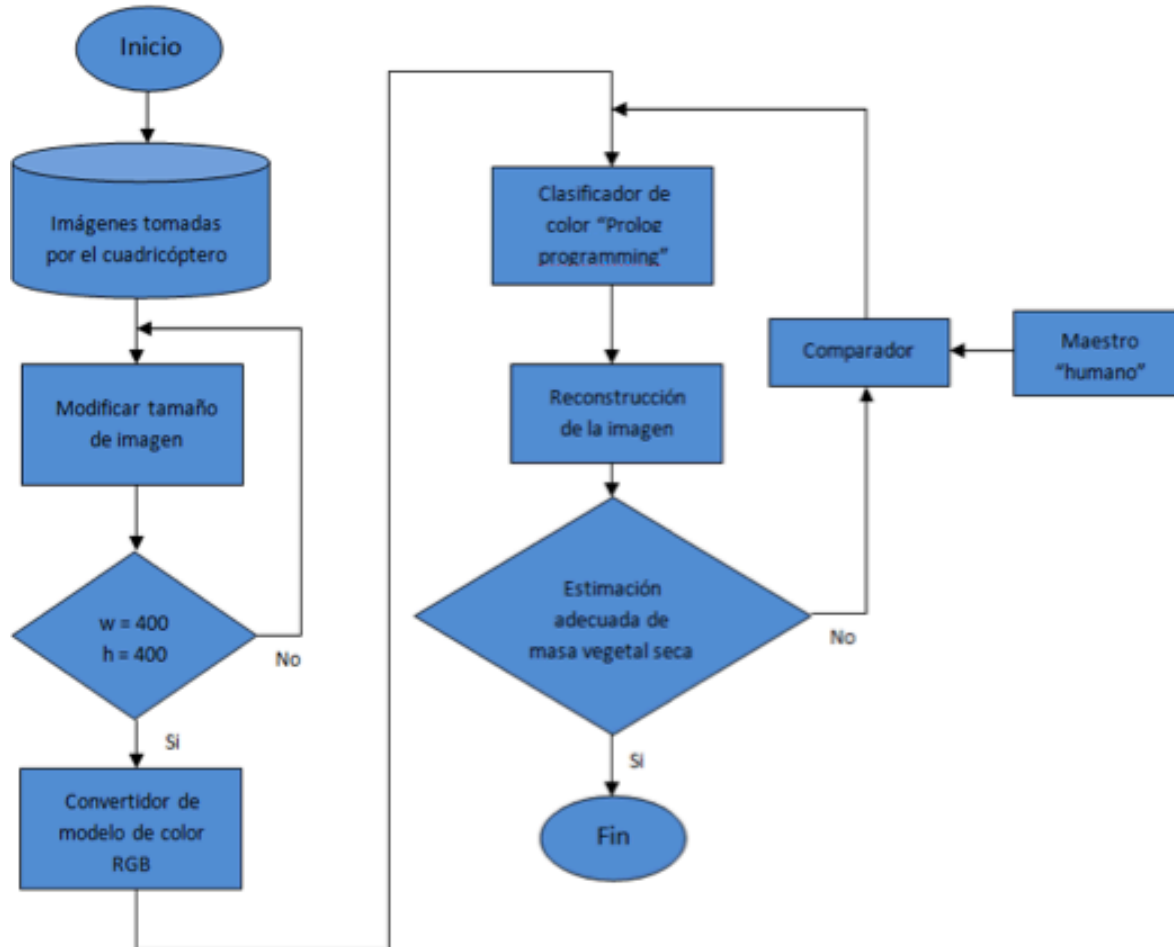 Inicio
Imágenes tomadas
por el cuadricóptero
Modificar tamaño
de imagen
w = 400
h = 400
No
Si
Convertidor de
modelo de color
RGB
Clasificador de
color “Prolog
programming”
Reconstrucción
de la imagen
Comparador
Maestro
“humano”
Estimación
adecuada de
masa vegetal seca
No
Si
Fin